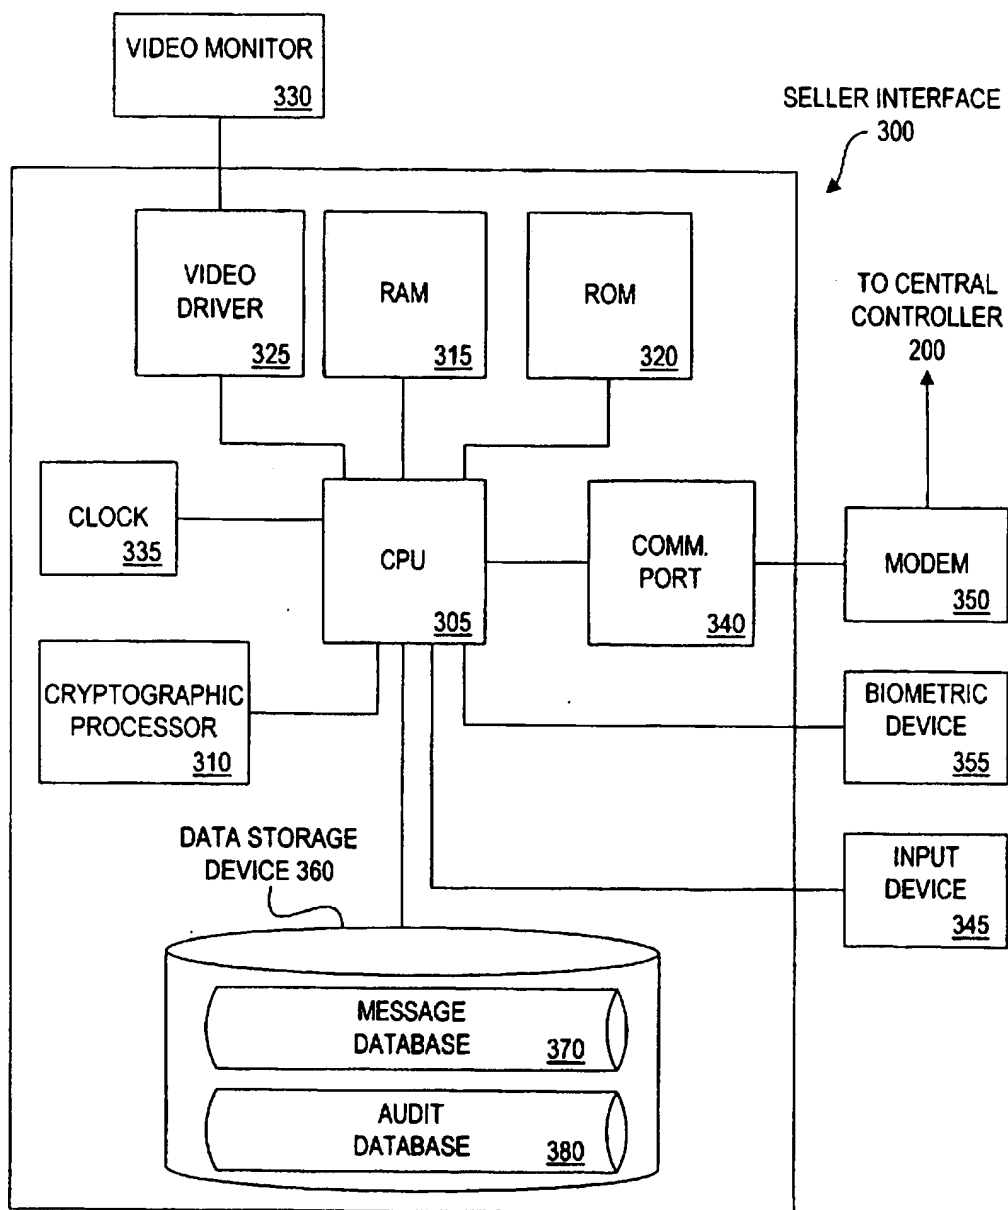 VIDEO MONITOR
330
SELLER INTERFACE
300
VIDEO
DRIVER
325
RAM
315
ROM
320
TO CENTRAL
CONTROLLER
200
CLOCK
335
CPU
305
COMM.
PORT
340
MODEM
350
CRYPTOGRAPHIC
PROCESSOR
310
BIOMETRIC
DEVICE
355
DATA STORAGE
DEVICE 360
INPUT
DEVICE
345
MESSAGE
DATABASE
370
AUDIT
DATABASE
380